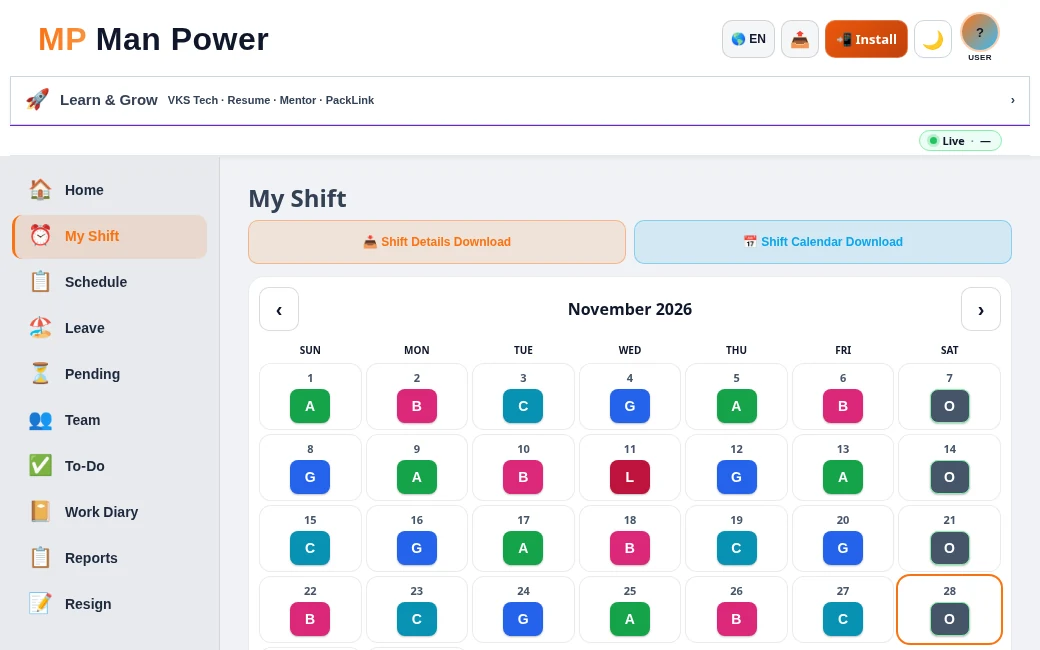 MP Man Power
EN
Install
?
USER
Learn & Grow VKS Tech · Resume · Mentor · PackLink ›
Live · —
Home
My Shift
Schedule
Leave
Pending
Team
To-Do
Work Diary
Reports
Resign
My Shift
Shift Details Download
Shift Calendar Download
‹ November 2026 ›
SUN MON TUE WED THU FRI SAT
1 2 3 4 5 6 7
A B C G A B O
8 9 10 11 12 13 14
G A B L G A O
15 16 17 18 19 20 21
C G A B C G O
22 23 24 25 26 27 28
B C G A B C O